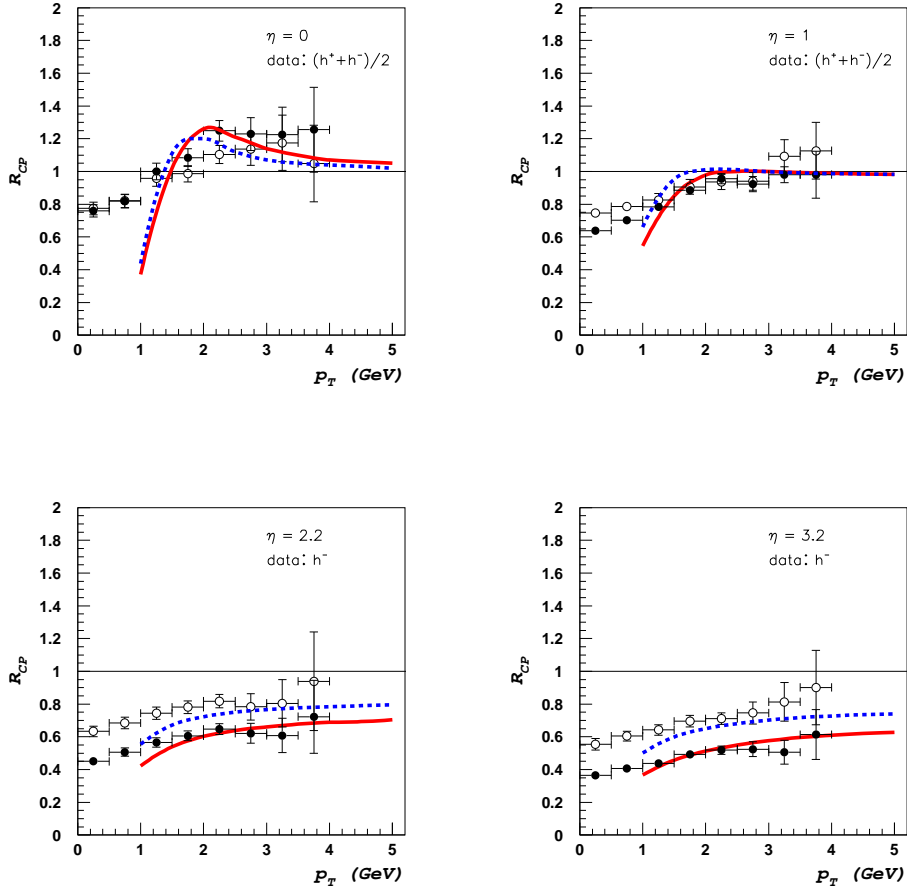 R_CP
2
1.8
1.6
1.4
1.2
1
0.8
0.6
0.4
0.2
0
η = 0
data: (h⁺+h⁻)/2
0 1 2 3 4 5
p_T (GeV)
R_CP
2
1.8
1.6
1.4
1.2
1
0.8
0.6
0.4
0.2
0
η = 1
data: (h⁺+h⁻)/2
0 1 2 3 4 5
p_T (GeV)
R_CP
2
1.8
1.6
1.4
1.2
1
0.8
0.6
0.4
0.2
0
η = 2.2
data: h⁻
0 1 2 3 4 5
p_T (GeV)
R_CP
2
1.8
1.6
1.4
1.2
1
0.8
0.6
0.4
0.2
0
η = 3.2
data: h⁻
0 1 2 3 4 5
p_T (GeV)